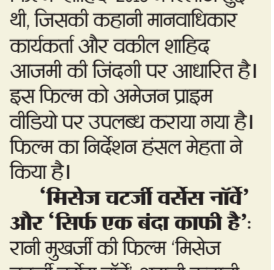 थी, जिसकी कहानी मानवाधिकार
कार्यकर्ता और वकील शाहिद
आजमी की जिंदगी पर आधारित है।
इस फिल्म को अमेजन प्राइम
वीडियो पर उपलब्ध कराया गया है।
फिल्म का निर्देशन हंसल मेहता ने
किया है।
‘मिसेज चटर्जी वर्सेस नॉर्वे’
और ‘सिर्फ एक बंदा काफी है’:
रानी मुखर्जी की फिल्म ‘मिसेज